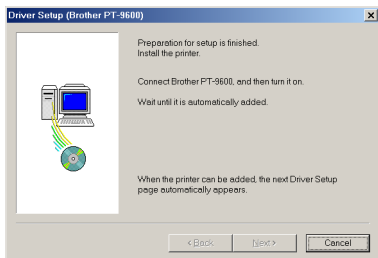 Driver Setup (Brother PT-9600)
Preparation for setup is finished.
Install the printer.
Connect Brother PT-9600, and then turn it on.
Wait until it is automatically added.
When the printer can be added, the next Driver Setup
page automatically appears.
< Back
Next >
Cancel